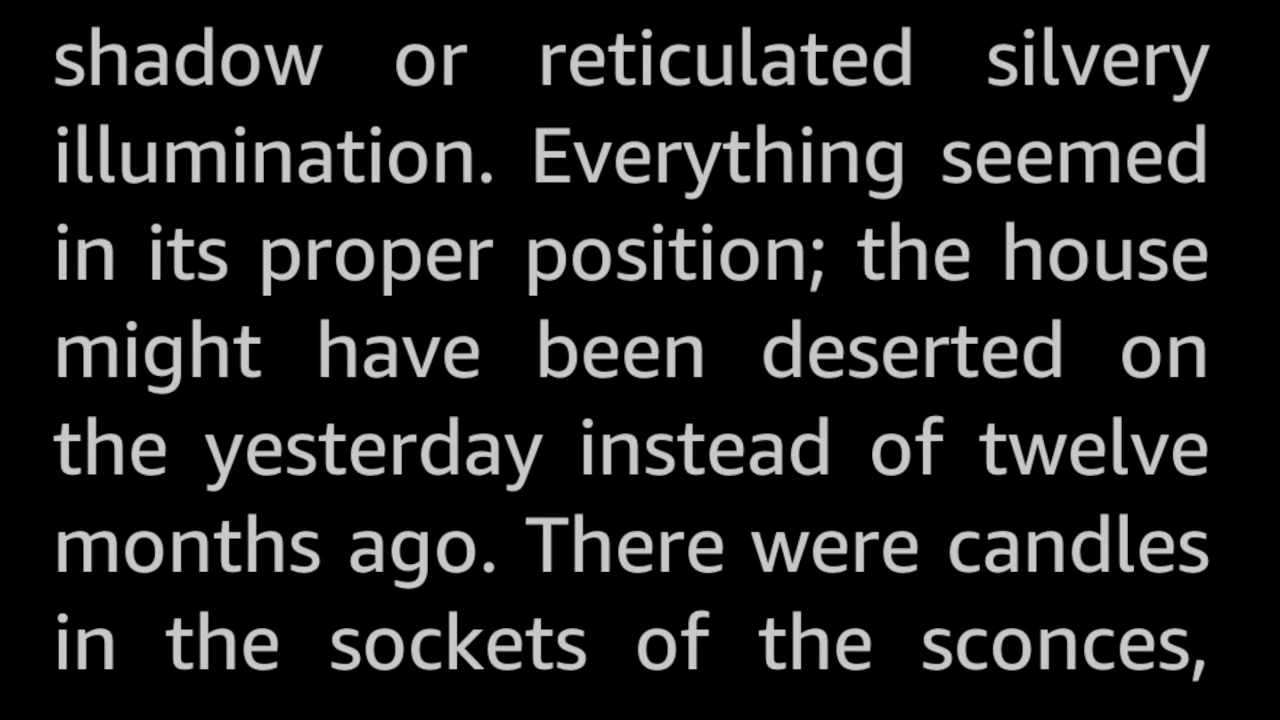 shadow or reticulated silvery
illumination. Everything seemed
in its proper position; the house
might have been deserted on
the yesterday instead of twelve
months ago. There were candles
in the sockets of the sconces,